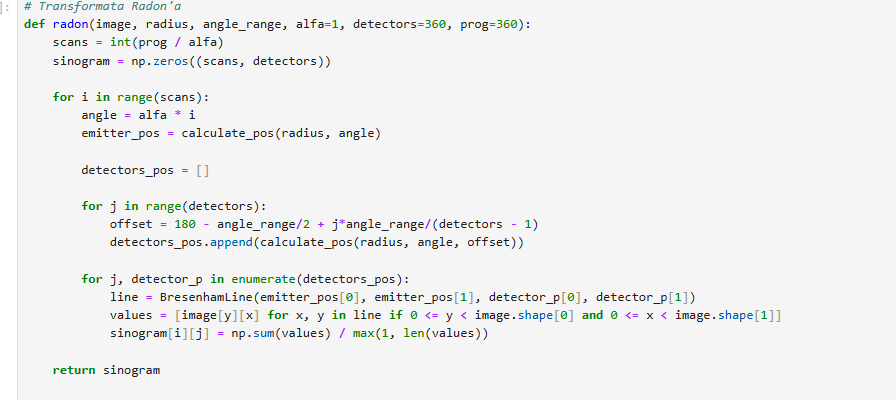 ]:
# Transformata Radon'a
def radon(image, radius, angle_range, alfa=1, detectors=360, prog=360):
    scans = int(prog / alfa)
    sinogram = np.zeros((scans, detectors))

    for i in range(scans):
        angle = alfa * i
        emitter_pos = calculate_pos(radius, angle)

        detectors_pos = []

        for j in range(detectors):
            offset = 180 - angle_range/2 + j*angle_range/(detectors - 1)
            detectors_pos.append(calculate_pos(radius, angle, offset))

        for j, detector_p in enumerate(detectors_pos):
            line = BresenhamLine(emitter_pos[0], emitter_pos[1], detector_p[0], detector_p[1])
            values = [image[y][x] for x, y in line if 0 <= y < image.shape[0] and 0 <= x < image.shape[1]]
            sinogram[i][j] = np.sum(values) / max(1, len(values))

    return sinogram